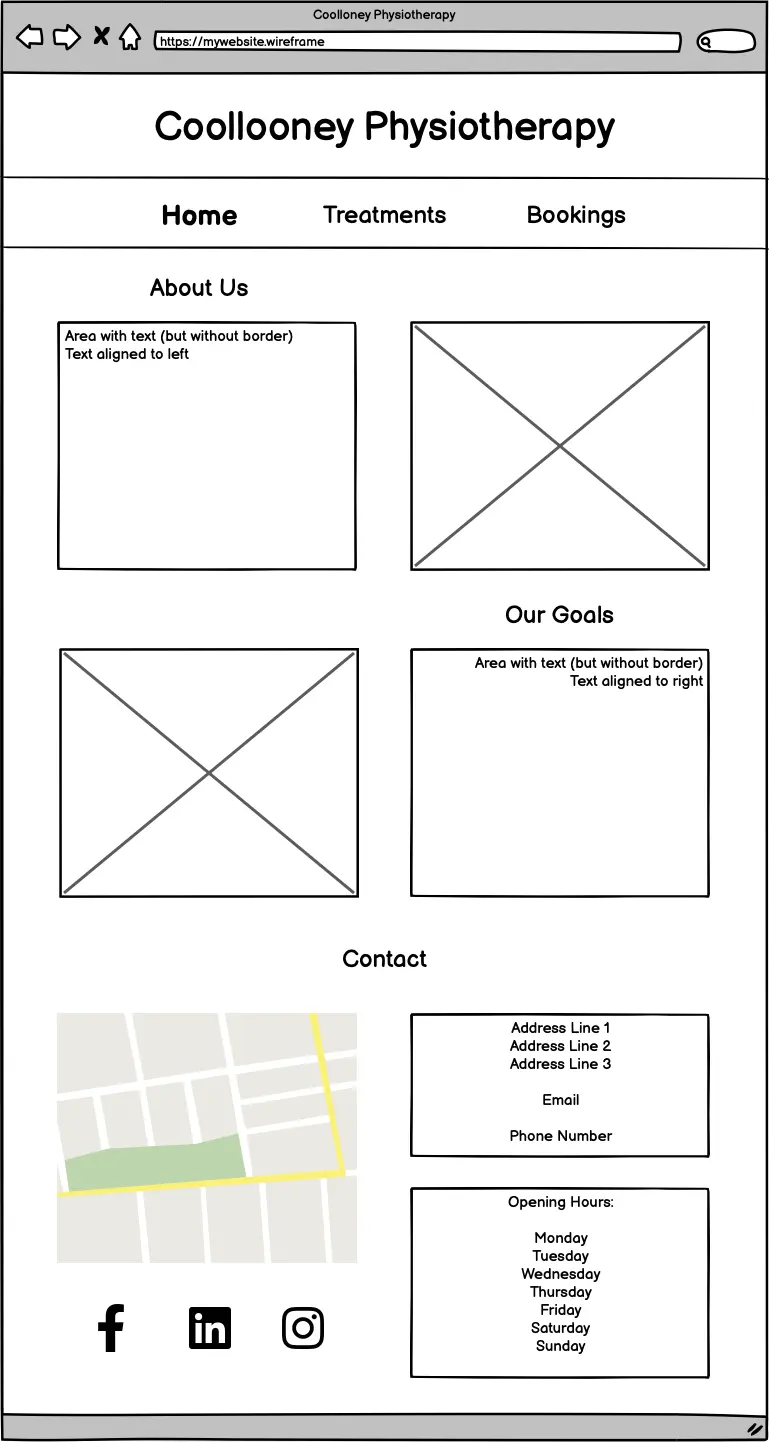 Coolloney Physiotherapy
https://mywebsite.wireframe
Coollooney Physiotherapy
Home Treatments Bookings
About Us
Area with text (but without border)
Text aligned to left
Our Goals
Area with text (but without border)
Text aligned to right
Contact
Address Line 1
Address Line 2
Address Line 3
Email
Phone Number
Opening Hours:
Monday
Tuesday
Wednesday
Thursday
Friday
Saturday
Sunday